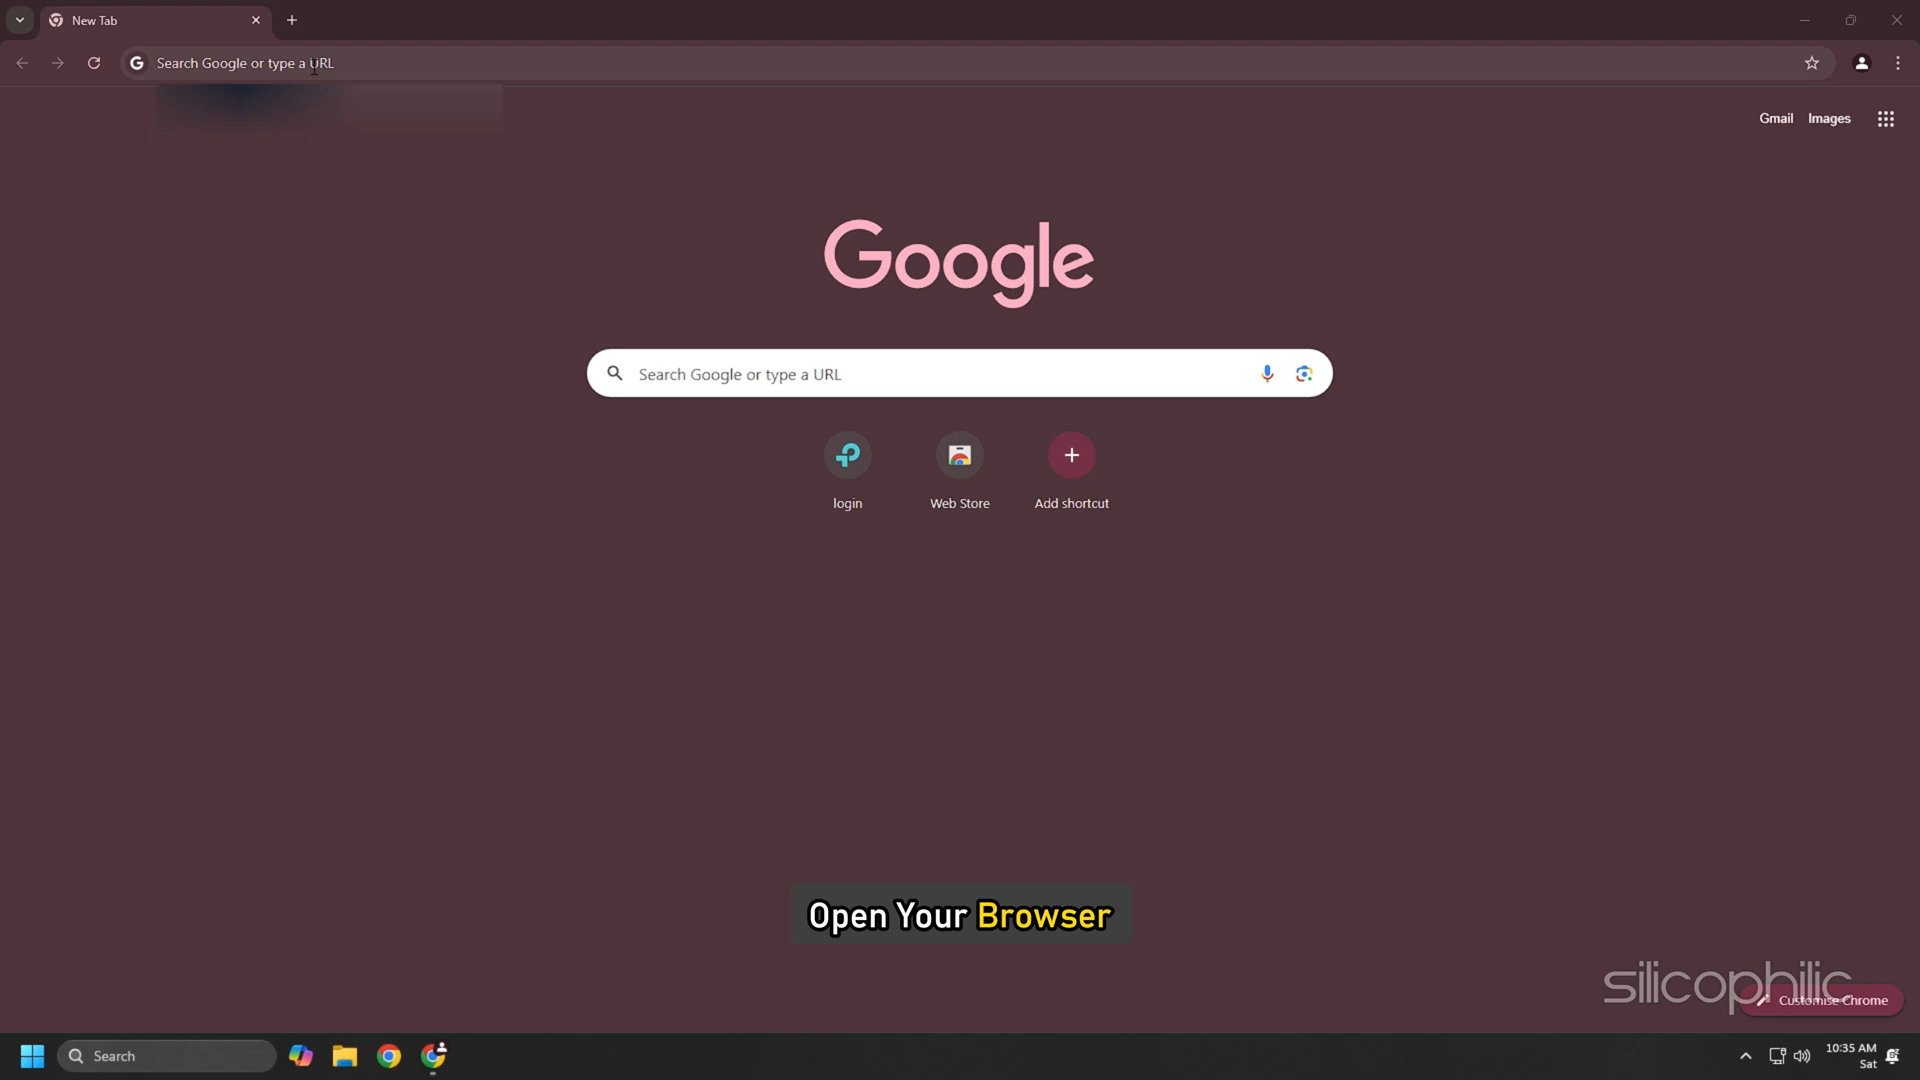 New Tab
Search Google or type a URL
Gmail Images
Google
Search Google or type a URL
login Web Store Add shortcut
Open Your Browser
silicophilic
Customise Chrome
Search
10:35 AM
Sat